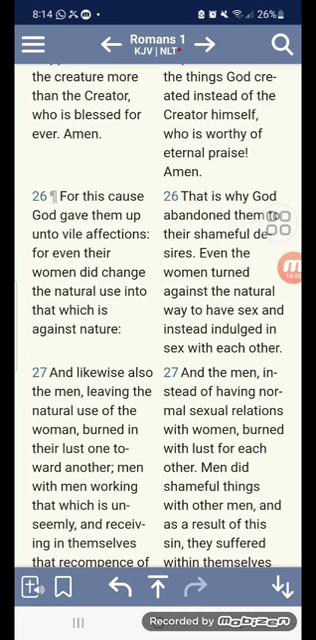 8:14
26%
Romans 1
KJV | NLT*
the creature more
than the Creator,
who is blessed for
ever. Amen.
the things God cre-
ated instead of the
Creator himself,
who is worthy of
eternal praise!
Amen.
26 ¶ For this cause
God gave them up
unto vile affections:
for even their
women did change
the natural use into
that which is
against nature:
26 That is why God
abandoned them to
their shameful de-
sires. Even the
women turned
against the natural
way to have sex and
instead indulged in
sex with each other.
27 And likewise also
the men, leaving the
natural use of the
woman, burned in
their lust one to-
ward another; men
with men working
that which is un-
seemly, and receiv-
ing in themselves
that recompence of
27 And the men, in-
stead of having nor-
mal sexual relations
with women, burned
with lust for each
other. Men did
shameful things
with other men, and
as a result of this
sin, they suffered
within themselves
Recorded by mobizen